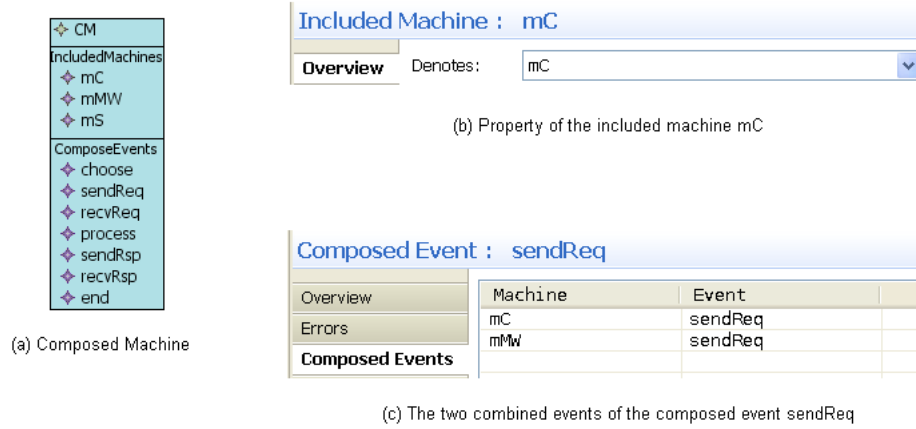 CM
IncludedMachines
mC
mMW
mS
ComposeEvents
choose
sendReq
recvReq
process
sendRsp
recvRsp
end
(a) Composed Machine
Included Machine : mC
Overview Denotes: mC
(b) Property of the included machine mC
Composed Event : sendReq
Overview
Errors
Composed Events
Machine Event
mC sendReq
mMW sendReq
(c) The two combined events of the composed event sendReq